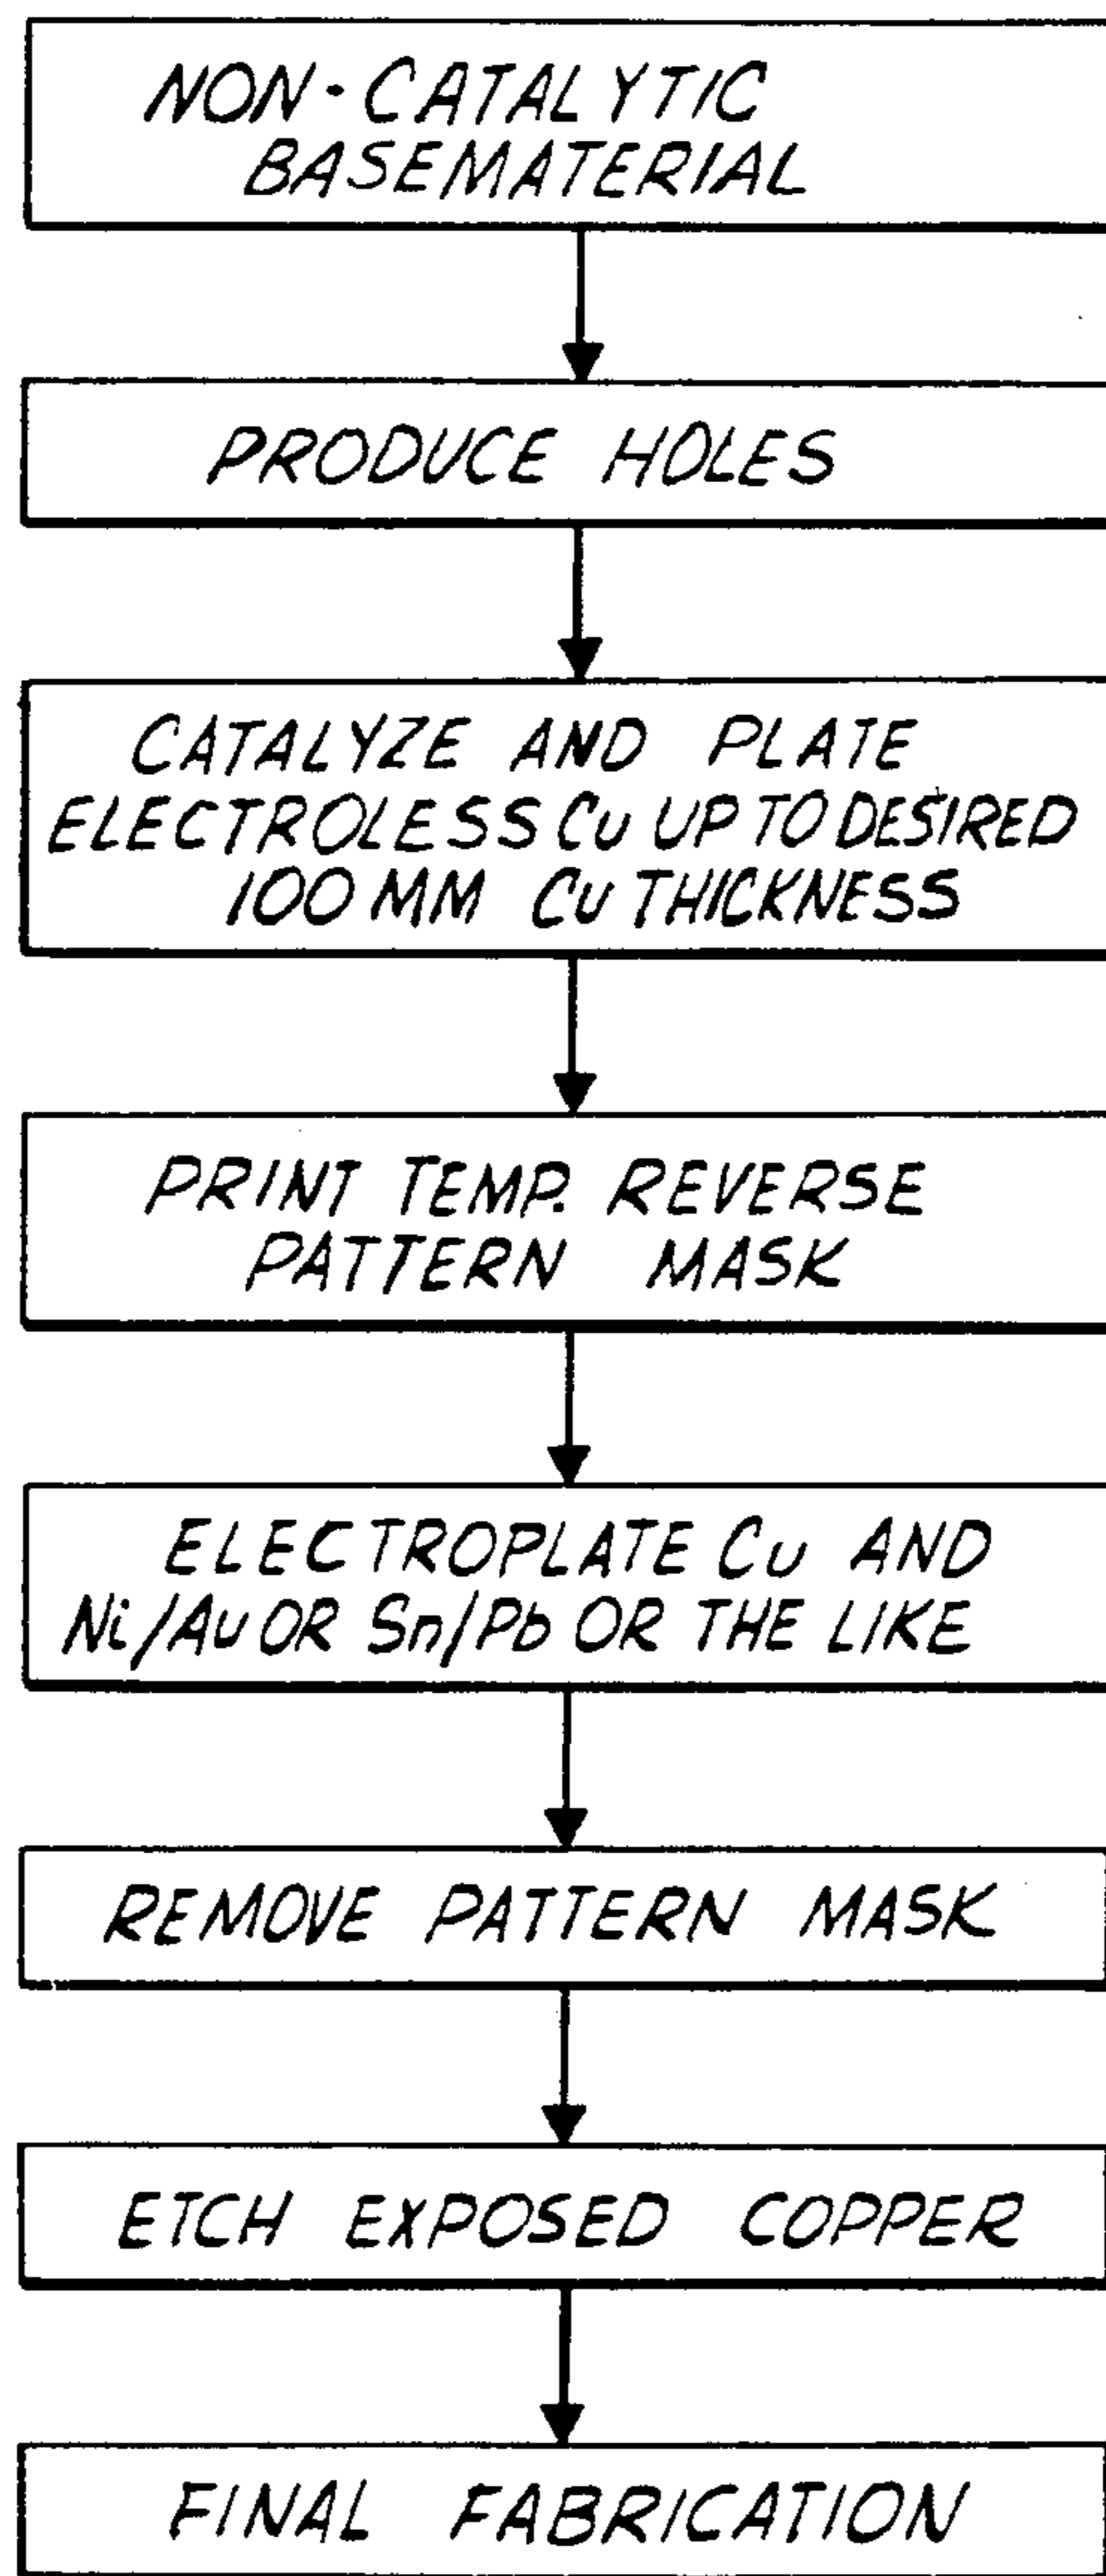 NON-CATALYTIC
BASEMATERIAL
PRODUCE HOLES
CATALYZE AND PLATE
ELECTROLESS Cu UP TO DESIRED
100 MM Cu THICKNESS
PRINT TEMP. REVERSE
PATTERN MASK
ELECTROPLATE Cu AND
Ni/Au OR Sn/Pb OR THE LIKE
REMOVE PATTERN MASK
ETCH EXPOSED COPPER
FINAL FABRICATION